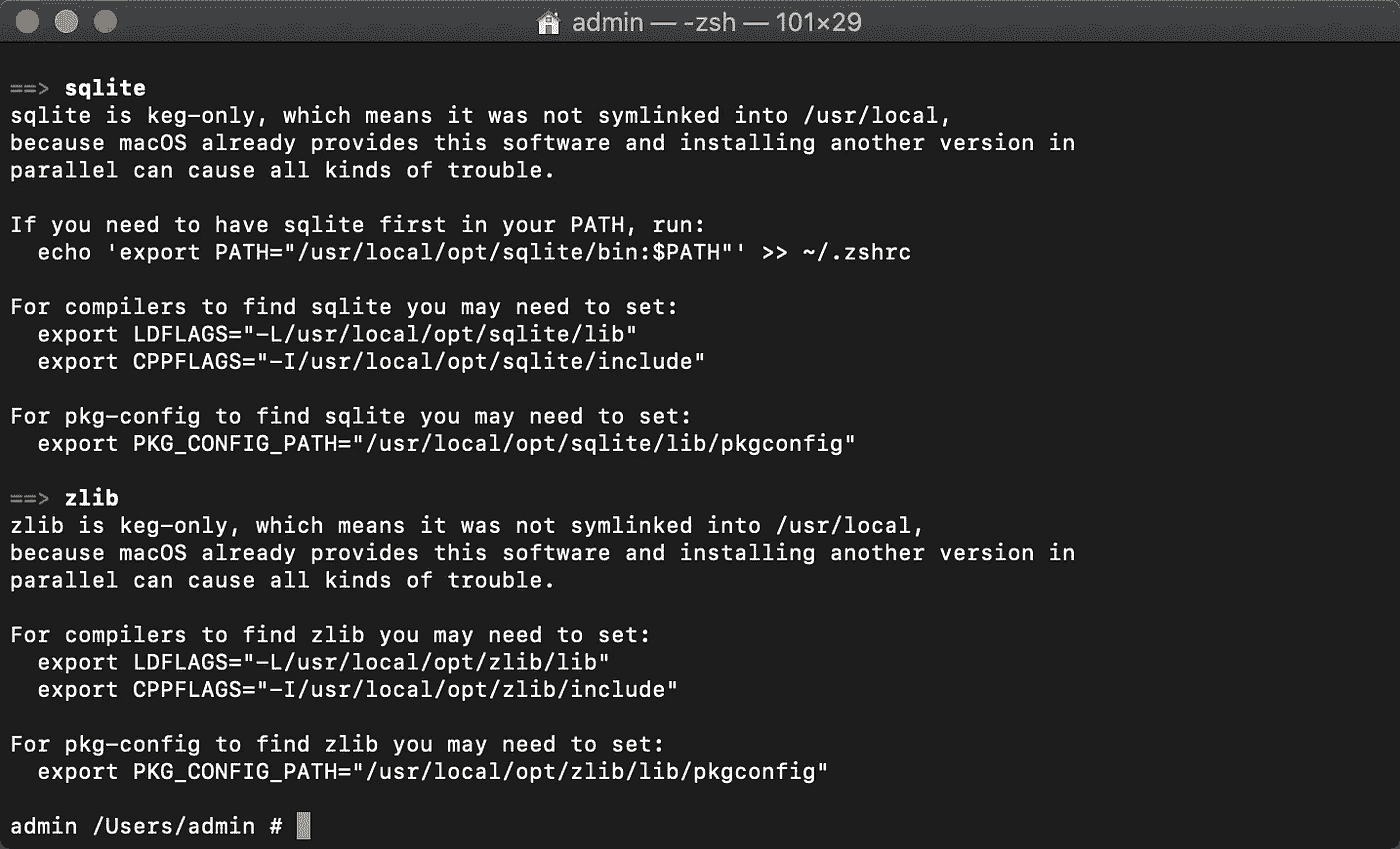 admin — -zsh — 101×29
==> sqlite
sqlite is keg-only, which means it was not symlinked into /usr/local,
because macOS already provides this software and installing another version in
parallel can cause all kinds of trouble.
If you need to have sqlite first in your PATH, run:
  echo 'export PATH="/usr/local/opt/sqlite/bin:$PATH"' >> ~/.zshrc
For compilers to find sqlite you may need to set:
  export LDFLAGS="-L/usr/local/opt/sqlite/lib"
  export CPPFLAGS="-I/usr/local/opt/sqlite/include"
For pkg-config to find sqlite you may need to set:
  export PKG_CONFIG_PATH="/usr/local/opt/sqlite/lib/pkgconfig"
==> zlib
zlib is keg-only, which means it was not symlinked into /usr/local,
because macOS already provides this software and installing another version in
parallel can cause all kinds of trouble.
For compilers to find zlib you may need to set:
  export LDFLAGS="-L/usr/local/opt/zlib/lib"
  export CPPFLAGS="-I/usr/local/opt/zlib/include"
For pkg-config to find zlib you may need to set:
  export PKG_CONFIG_PATH="/usr/local/opt/zlib/lib/pkgconfig"
admin /Users/admin #